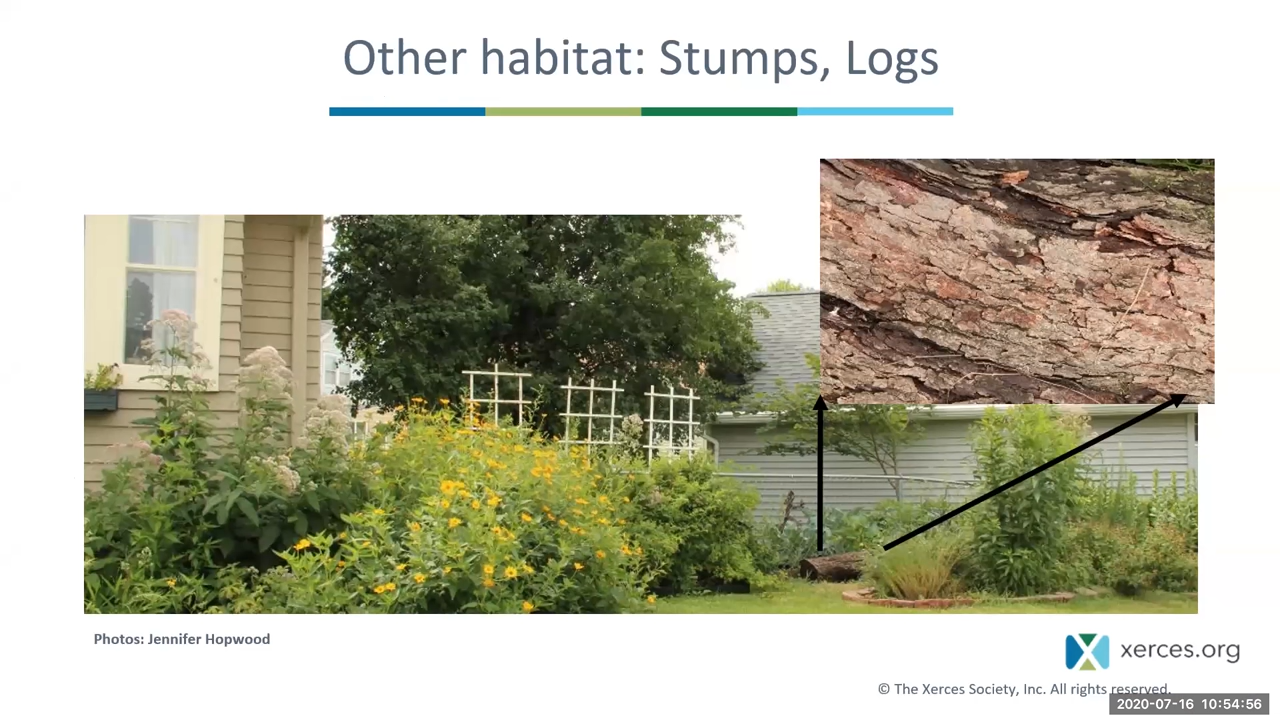 Other habitat: Stumps, Logs
Photos: Jennifer Hopwood
xerces.org
© The Xerces Society, Inc. All rights reserved.
2020-07-16 10:54:56